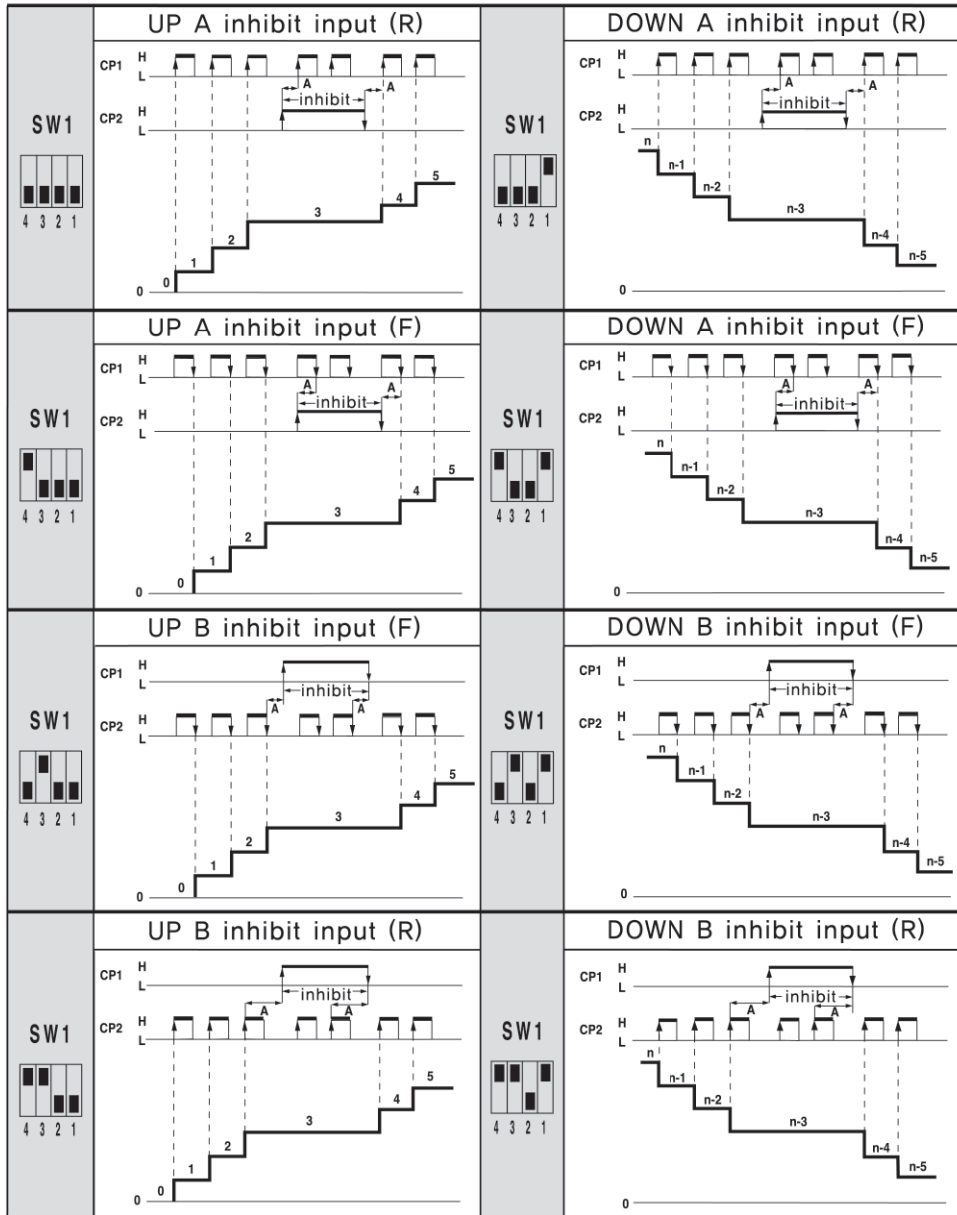 UP A inhibit input (R)
DOWN A inhibit input (R)
SW1
4 3 2 1
CP1 H
L
A
A
inhibit
CP2 H
L
5
4
3
2
1
0
0
SW1
4 3 2 1
CP1 H
L
A
A
inhibit
CP2 H
L
n
n-1
n-2
n-3
n-4
n-5
0
UP A inhibit input (F)
DOWN A inhibit input (F)
SW1
4 3 2 1
CP1 H
L
A
A
inhibit
CP2 H
L
5
4
3
2
1
0
0
SW1
4 3 2 1
CP1 H
L
A
A
inhibit
CP2 H
L
n
n-1
n-2
n-3
n-4
n-5
0
UP B inhibit input (F)
DOWN B inhibit input (F)
SW1
4 3 2 1
CP1 H
L
inhibit
A
A
CP2 H
L
5
4
3
2
1
0
0
SW1
4 3 2 1
CP1 H
L
inhibit
A
A
CP2 H
L
n
n-1
n-2
n-3
n-4
n-5
0
UP B inhibit input (R)
DOWN B inhibit input (R)
SW1
4 3 2 1
CP1 H
L
inhibit
A
A
CP2 H
L
5
4
3
2
1
0
0
SW1
4 3 2 1
CP1 H
L
inhibit
A
A
CP2 H
L
n
n-1
n-2
n-3
n-4
n-5
0